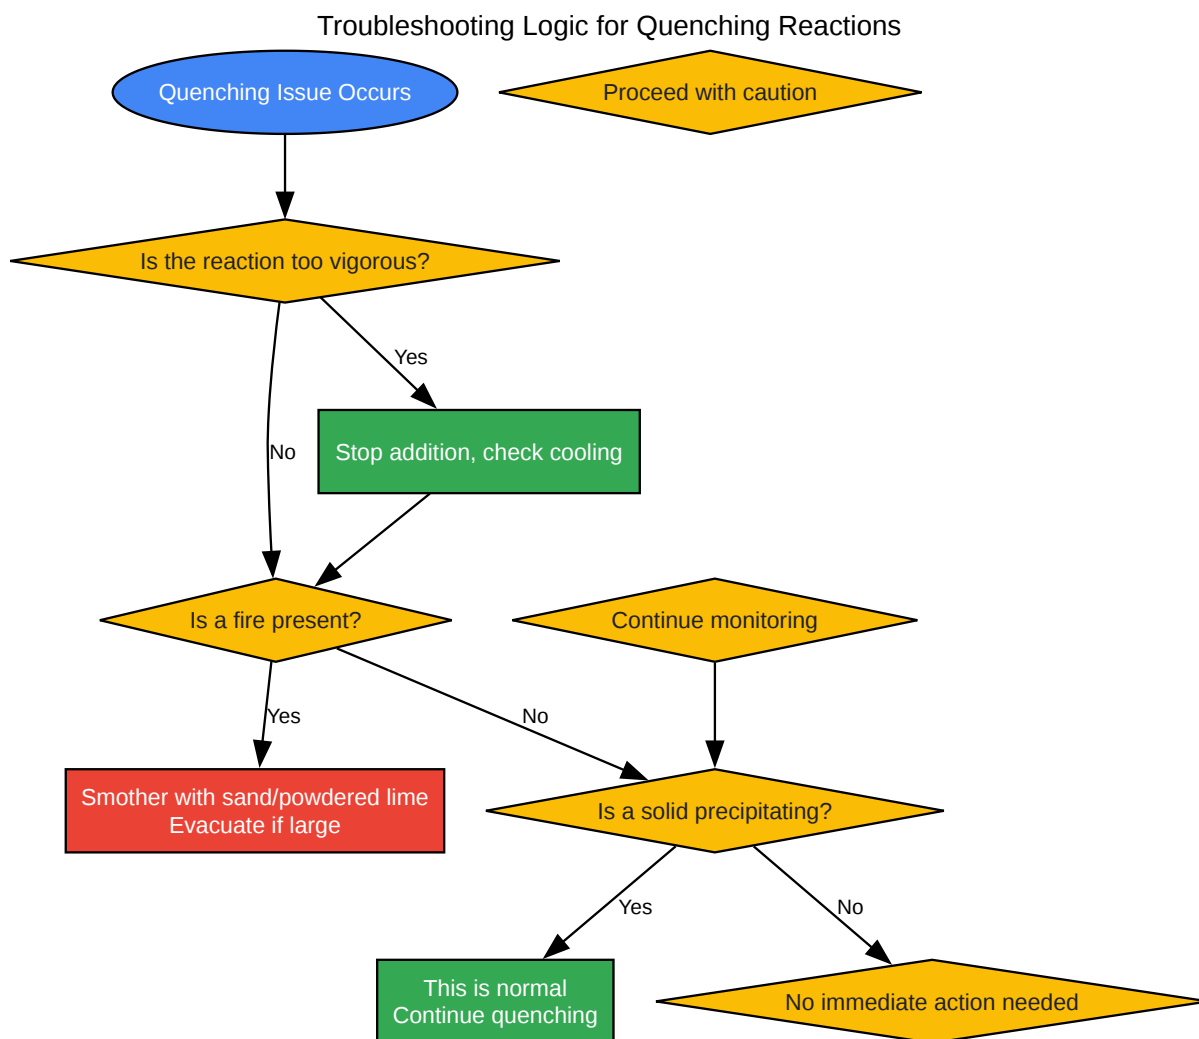 Troubleshooting Logic for Quenching Reactions
Quenching Issue Occurs
Proceed with caution
Is the reaction too vigorous?
Yes
No
Stop addition, check cooling
Is a fire present?
Continue monitoring
Yes
No
Smother with sand/powdered lime
Evacuate if large
Is a solid precipitating?
Yes
No
This is normal
Continue quenching
No immediate action needed